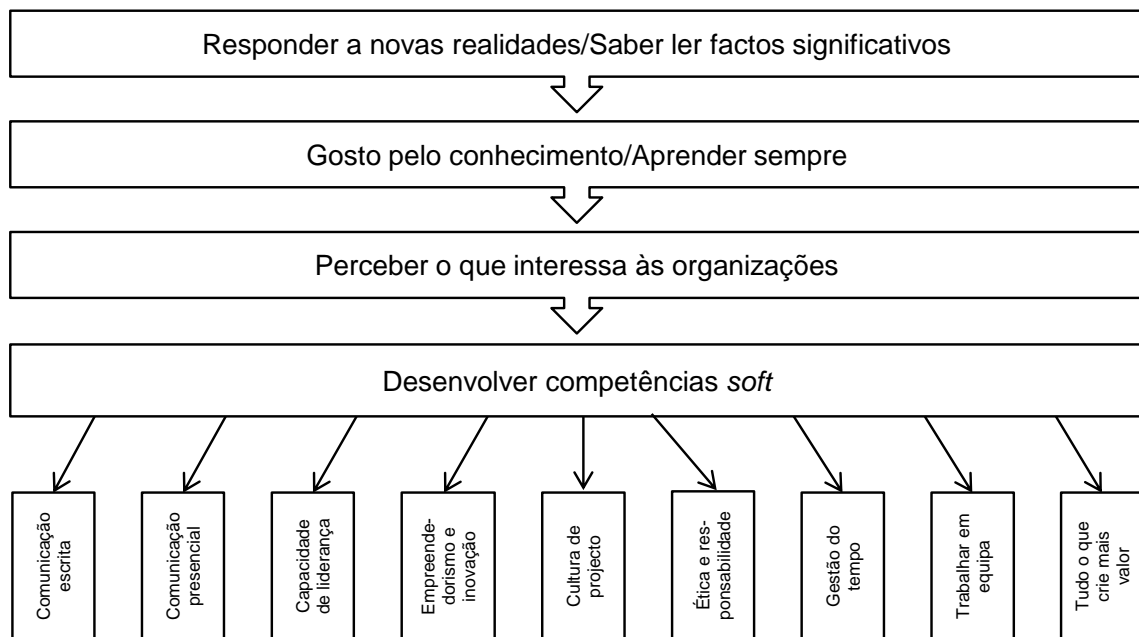 Responder a novas realidades/Saber ler factos significativos
Gosto pelo conhecimento/Aprender sempre
Perceber o que interessa às organizações
Desenvolver competências soft
Comunicação
escrita
Comunicação
presencial
Capacidade
de liderança
Empreende-
dorismo e
inovação
Cultura de
projecto
Ética e res-
ponsabilidade
Gestão do
tempo
Trabalhar em
equipa
Tudo o que
crie mais
valor